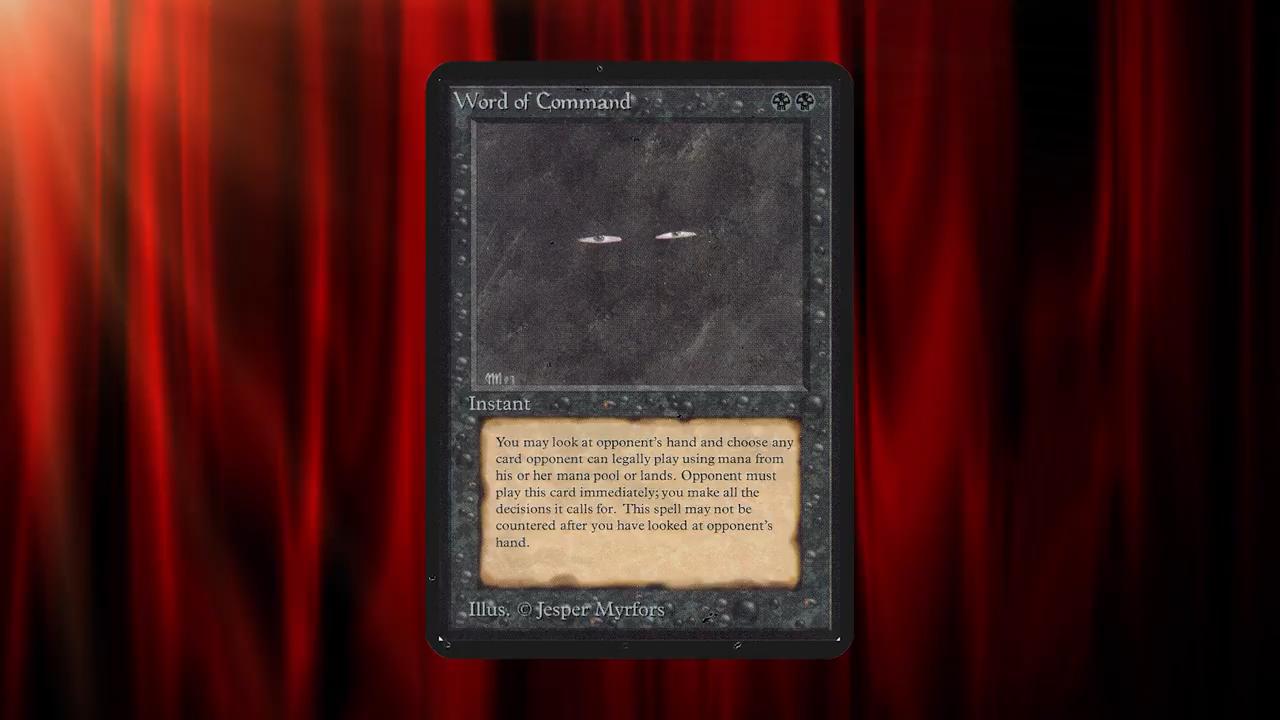 Word of Command
Instant
You may look at opponent's hand and choose any
card opponent can legally play using mana from
his or her mana pool or lands. Opponent must
play this card immediately; you make all the
decisions it calls for. This spell may not be
countered after you have looked at opponent's
hand.
Illus. © Jesper Myrfors